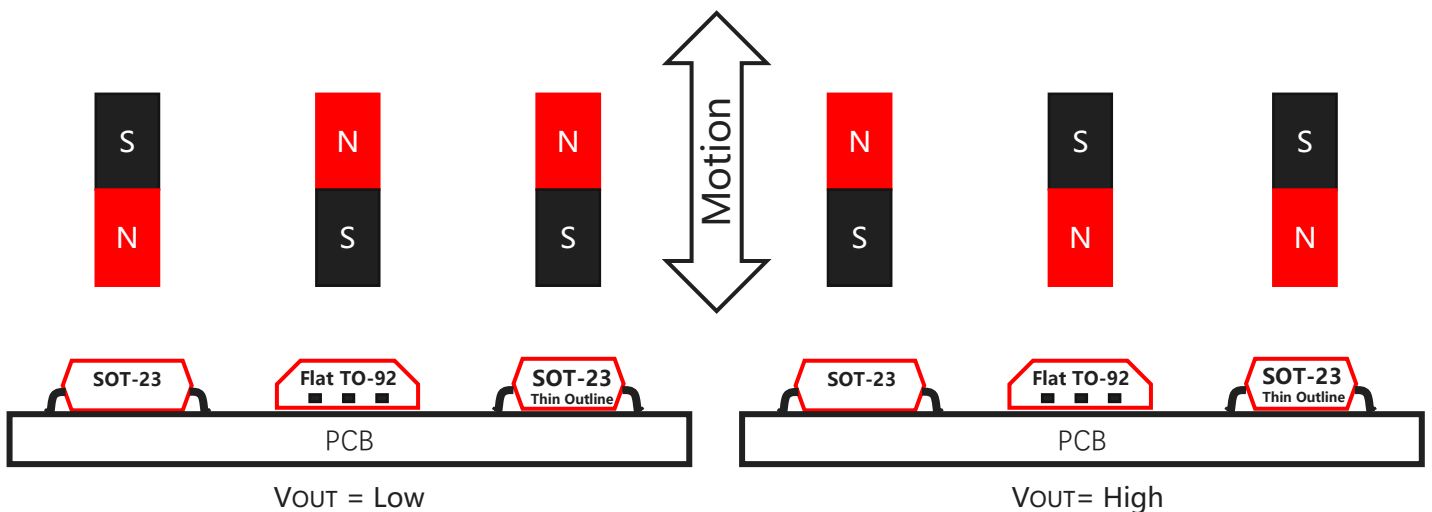 S N N N S S
N S S S N N
Motion
SOT-23 Flat TO-92 SOT-23 SOT-23 Flat TO-92 SOT-23
Thin Outline Thin Outline
PCB PCB
VOUT = Low VOUT= High